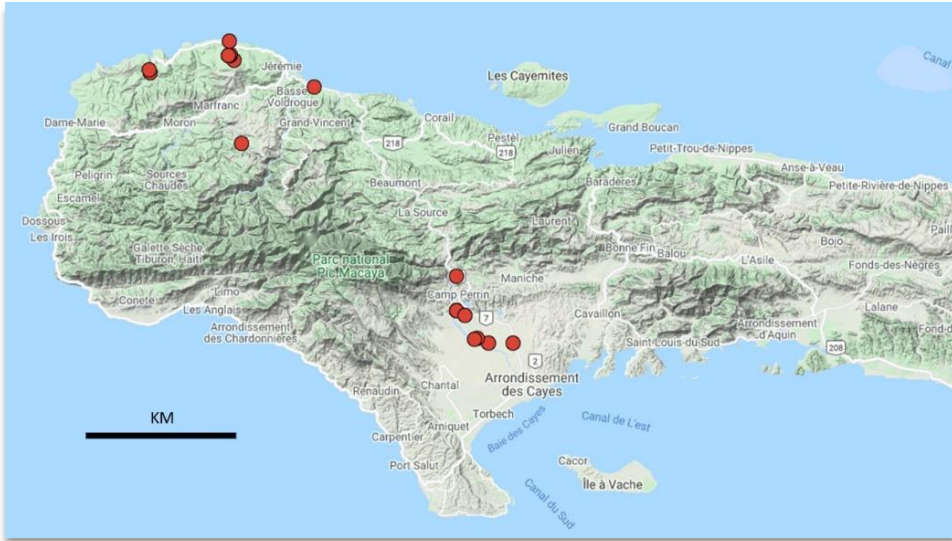 Canal
Les Cayemites
Jérémie
Basse
Voldrogue
Marfranc
Dame-Marie
Moron
Grand-Vincent
218
Corail
Pestel
218
Julien
Grand Boucan
Petit-Trou-de-Nippes
Anse-à-Veau
Petite-Rivière-de-Nippes
Peligrin
Sources
Chaudes
Escamel
Beaumont
Baradères
Dossous
Les Irois
La Source
Laurent
Galette Sèche,
Tiburon, Haiti
Bonne Fin
Balou
Bojo
Pail
Parc national
Pic Macaya
L'Asile
Fonds-des-Nègres
Conete
Limo
Les Anglais
Camp Perrin
Maniche
Arrondissement
des Chardonnières
7
Cavaillon
Lalane
Arrondissement
d'Aquin
Fond-d
Saint-Louis-du-Sud
208
2
Renaudin
Chantal
Arrondissement
des Cayes
KM
Torbech
Arniquet
Carpentier
Baie des Cayes
Canal de L'est
Port Salut
Cacor
Île à Vache
Canal du Sud